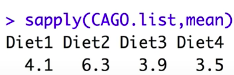 > sapply(CAGO.list,mean)
Diet1 Diet2 Diet3 Diet4
4.1 6.3 3.9 3.5